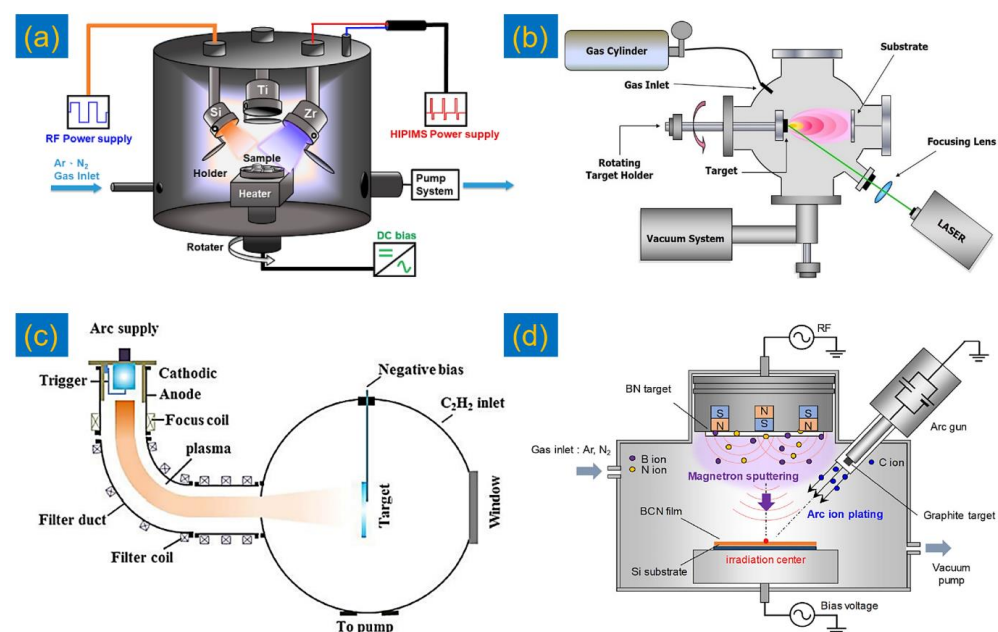 (a)
Ti
Si
Zr
RF Power supply
HIPIMS Power supply
Ar · N₂
Gas Inlet
Sample
Holder
Heater
Pump
System
Rotater
DC bias
(b)
Gas Cylinder
Substrate
Gas Inlet
Focusing Lens
Rotating
Target Holder
Target
Vacuum System
LASER
(c)
Arc supply
Cathodic
Trigger
Anode
Focus coil
plasma
Filter duct
Filter coil
Negative bias
C₂H₂ inlet
Target
Window
To pump
(d)
RF
BN target
S N S
N S N
Arc gun
Gas inlet : Ar, N₂
B ion
N ion
C ion
Magnetron sputtering
Arc ion plating
Graphite target
BCN film
Si substrate
irradiation center
Vacuum
pump
Bias voltage